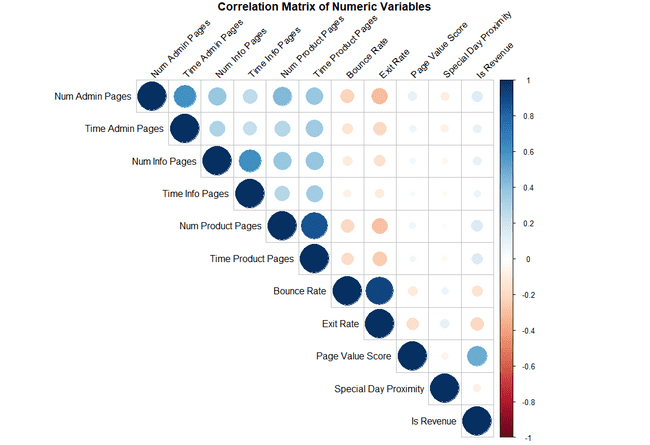 Correlation Matrix of Numeric Variables
Num Admin Pages
Time Admin Pages
Num Info Pages
Time Info Pages
Num Product Pages
Time Product Pages
Bounce Rate
Exit Rate
Page Value Score
Special Day Proximity
Is Revenue
Num Admin Pages
Time Admin Pages
Num Info Pages
Time Info Pages
Num Product Pages
Time Product Pages
Bounce Rate
Exit Rate
Page Value Score
Special Day Proximity
Is Revenue
1
0.8
0.6
0.4
0.2
0
-0.2
-0.4
-0.6
-0.8
-1